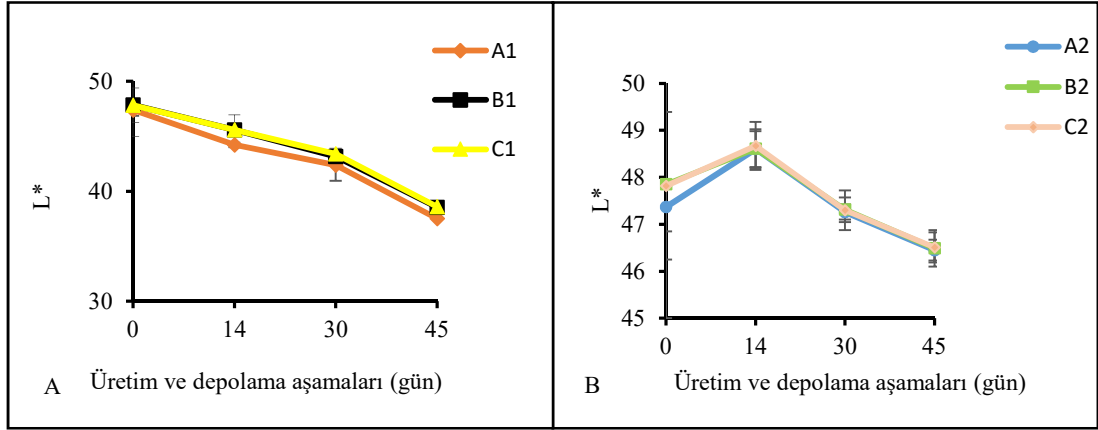 A1
B1
C1
50
40
30
L*
0 14 30 45
A Üretim ve depolama aşamaları (gün)
A2
B2
C2
50
49
48
47
46
45
L*
0 14 30 45
B Üretim ve depolama aşamaları (gün)